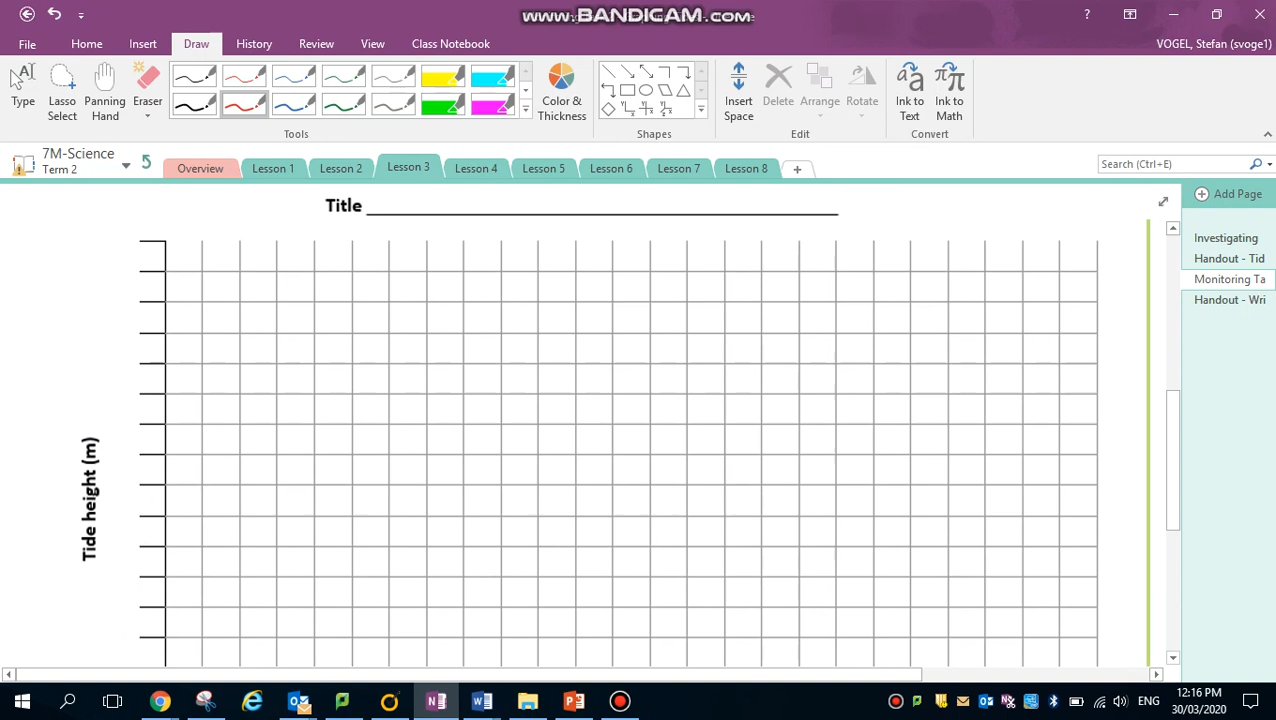 www.BANDICAM.com
?
File
Home
Insert
Draw
History
Review
View
Class Notebook
VOGEL, Stefan (svoge1)
Type
Lasso
Select
Panning
Hand
Eraser
Color &
Thickness
Insert
Space
Delete
Arrange
Rotate
Ink to
Text
Ink to
Math
Tools
Shapes
Edit
Convert
7M-Science
Term 2
Overview
Lesson 1
Lesson 2
Lesson 3
Lesson 4
Lesson 5
Lesson 6
Lesson 7
Lesson 8
Search (Ctrl+E)
Add Page
Investigating
Handout - Tid
Monitoring Ta
Handout - Wri
Title
Tide height (m)
ENG
12:16 PM
30/03/2020